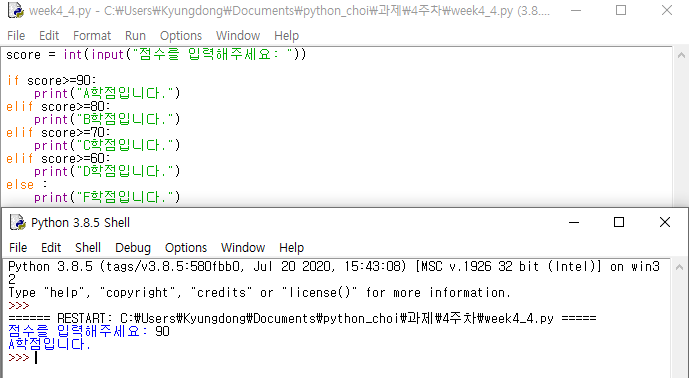 week4_4.py - C:₩Users₩Kyungdong₩Documents₩python_choi₩과제₩4주차₩week4_4.py (3.8....
File Edit Format Run Options Window Help
score = int(input("점수를 입력해주세요: "))
if score>=90:
print("A학점입니다.")
elif score>=80:
print("B학점입니다.")
elif score>=70:
print("C학점입니다.")
elif score>=60:
print("D학점입니다.")
else :
print("F학점입니다.")
Python 3.8.5 Shell
File Edit Shell Debug Options Window Help
Python 3.8.5 (tags/v3.8.5:580fbb0, Jul 20 2020, 15:43:08) [MSC v.1926 32 bit (Intel)] on win3
2
Type "help", "copyright", "credits" or "license()" for more information.
>>>
====== RESTART: C:₩Users₩Kyungdong₩Documents₩python_choi₩과제₩4주차₩week4_4.py =====
점수를 입력해주세요: 90
A학점입니다.
>>>